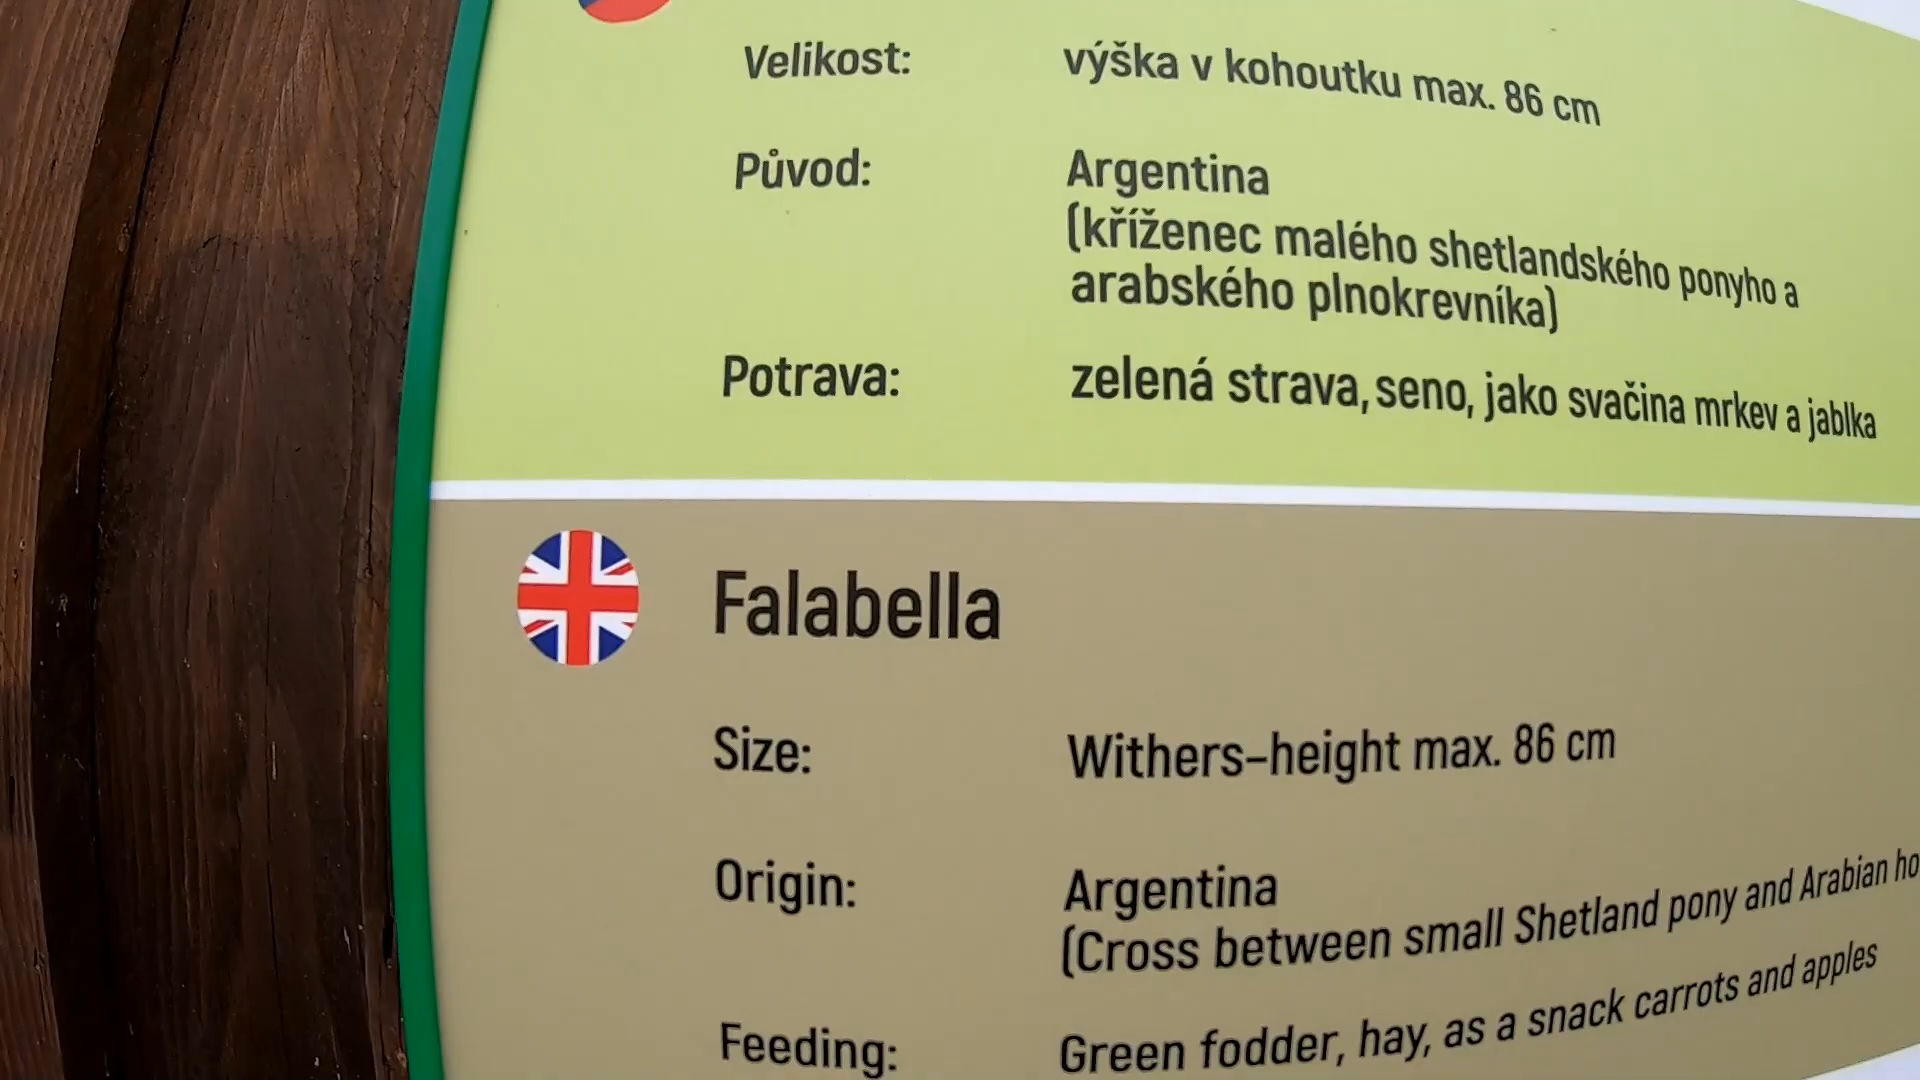 Velikost: výška v kohoutku max. 86 cm
Původ: Argentina
(kříženec malého shetlandského ponyho a
arabského plnokrevníka)
Potrava: zelená strava, seno, jako svačina mrkev a jablka
Falabella
Size: Withers-height max. 86 cm
Origin: Argentina
(Cross between small Shetland pony and Arabian
Feeding: Green fodder, hay, as a snack carrots and apples